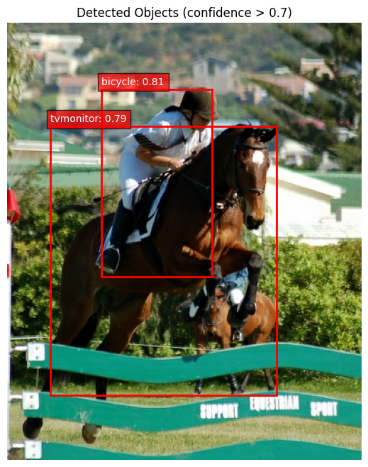 Detected Objects (confidence > 0.7)
bicycle: 0.81
tvmonitor: 0.79
SUPPORT EQUESTRIAN SPORT